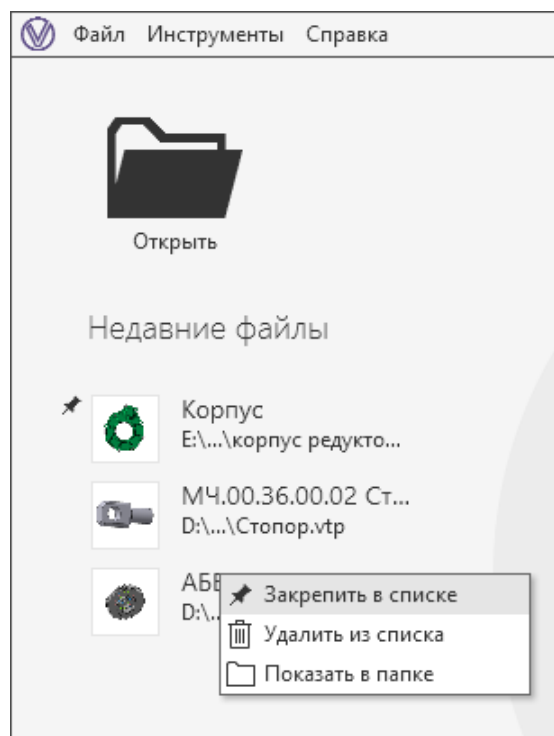 Файл Инструменты Справка
Открыть
Недавние файлы
Корпус
E:\...\корпус редукто...
МЧ.00.36.00.02 Ст...
D:\...\Стопор.vtp
D:\..
Закрепить в списке
Удалить из списка
Показать в папке